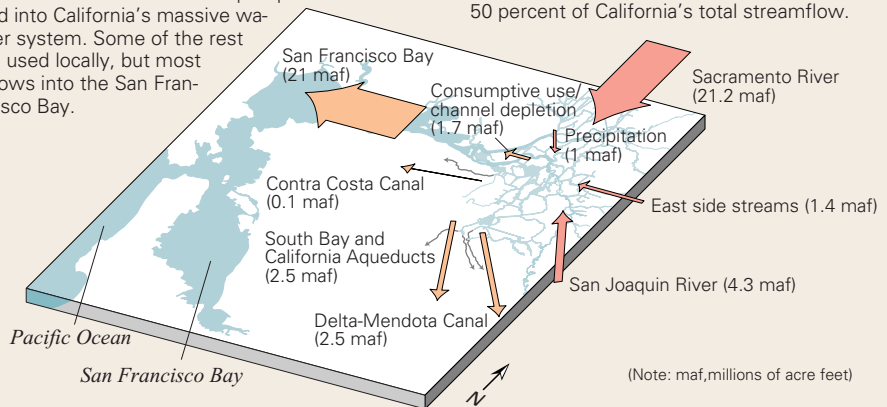 d into California's massive wa-
er system. Some of the rest
used locally, but most
ows into the San Fran-
isco Bay.
50 percent of California's total streamflow.
San Francisco Bay
(21 maf)
Consumptive use/
channel depletion
(1.7 maf)
Sacramento River
(21.2 maf)
Precipitation
(1 maf)
Contra Costa Canal
(0.1 maf)
East side streams (1.4 maf)
South Bay and
California Aqueducts
(2.5 maf)
San Joaquin River (4.3 maf)
Delta-Mendota Canal
(2.5 maf)
Pacific Ocean
San Francisco Bay
N
(Note: maf,millions of acre feet)